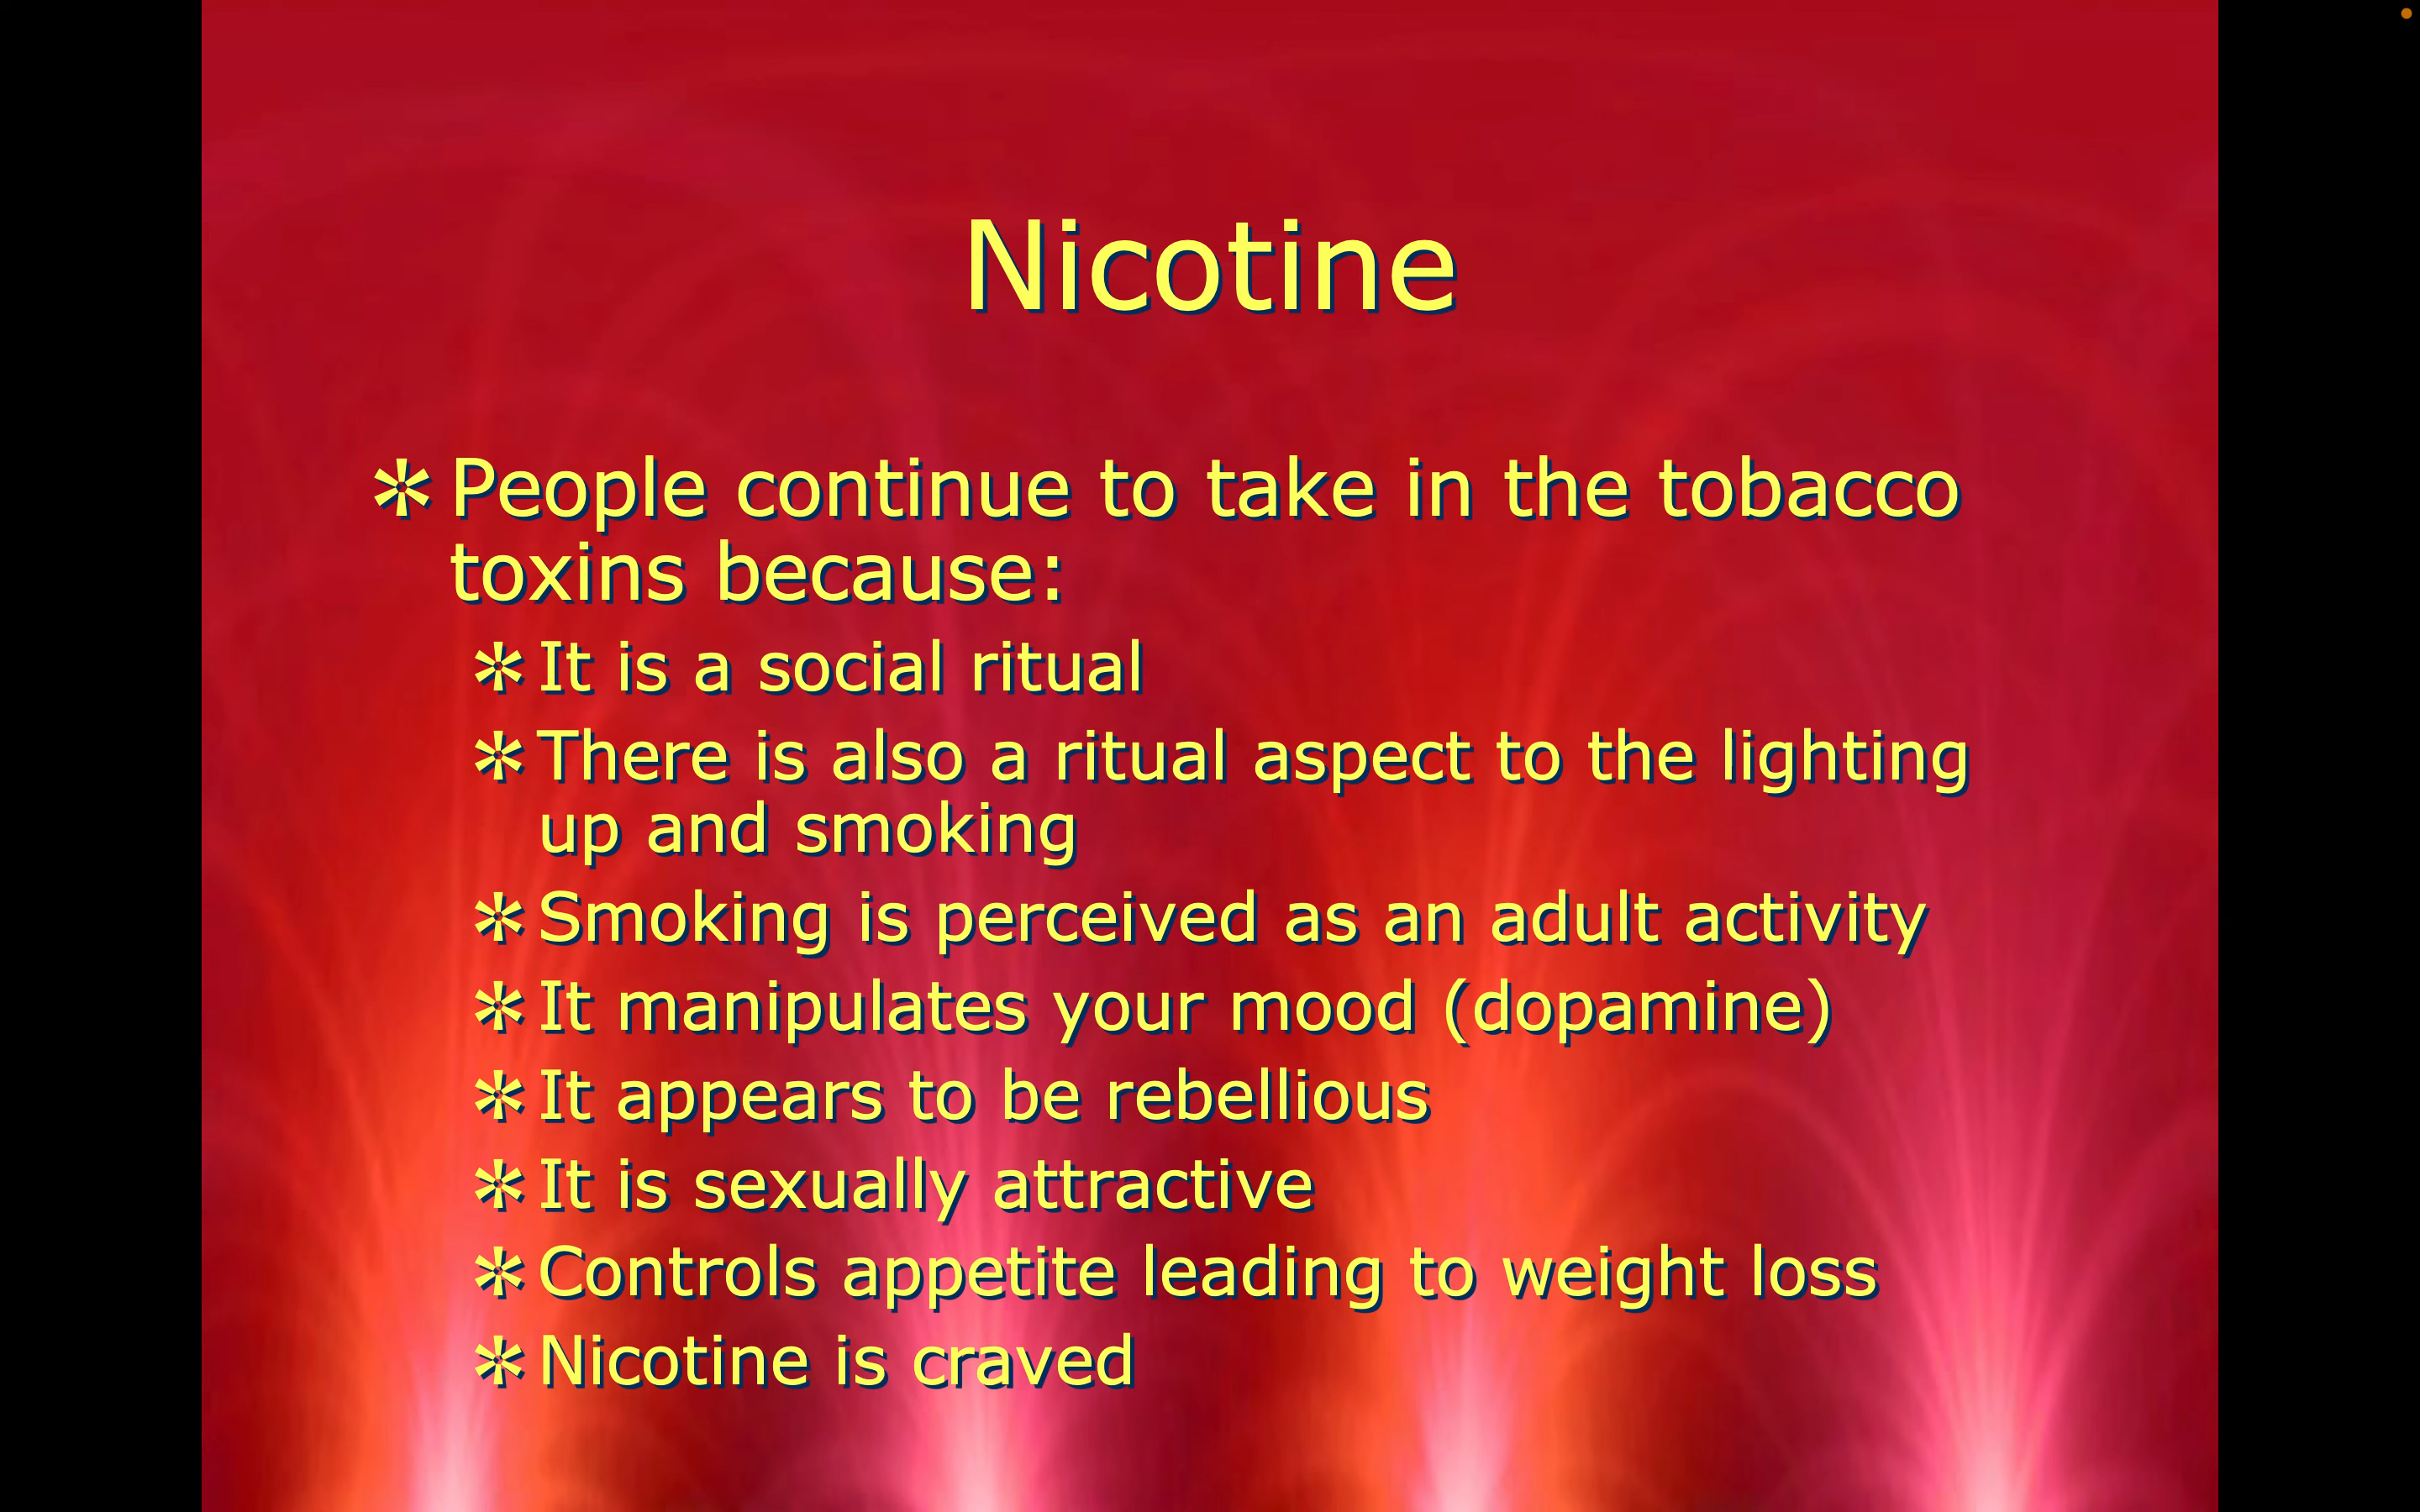 Nicotine
* People continue to take in the tobacco
toxins because:
* It is a social ritual
* There is also a ritual aspect to the lighting
up and smoking
* Smoking is perceived as an adult activity
* It manipulates your mood (dopamine)
* It appears to be rebellious
* It is sexually attractive
* Controls appetite leading to weight loss
* Nicotine is craved